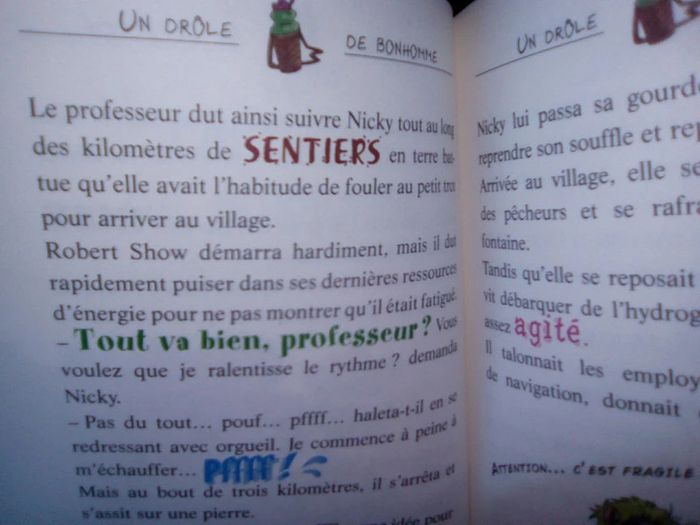 UN DRÔLE DE BONHOMME
Le professeur dut ainsi suivre Nicky tout au long
des kilomètres de SENTIERS en terre bat-
tue qu'elle avait l'habitude de fouler au petit trot
pour arriver au village.
Robert Show démarra hardiment, mais il dut
rapidement puiser dans ses dernières ressources
d'énergie pour ne pas montrer qu'il était fatigué.
– Tout va bien, professeur ? Vous
voulez que je ralentisse le rythme ? demanda
Nicky.
– Pas du tout... pouf... pffff... haleta-t-il en se
redressant avec orgueil. Je commence à peine à
m'échauffer... PFFFF!
Mais au bout de trois kilomètres, il s'arrêta et
s'assit sur une pierre.
pour
UN DRÔLE
Nicky lui passa sa gourde
reprendre son souffle et
Arrivée au village, elle
des pêcheurs et se
fontaine.
Tandis qu'elle se reposait
vit débarquer de
assez agité.
Il talonnait les
de navigation, donnait
ATTENTION... C'EST FRAGILE